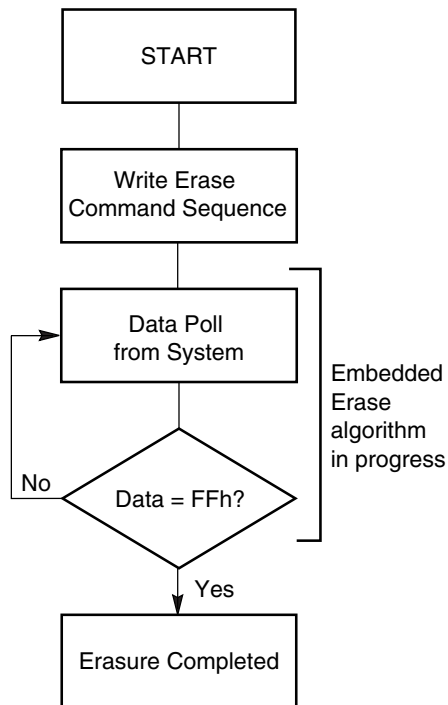 START
Write Erase
Command Sequence
Data Poll
from System
Embedded
Erase
algorithm
in progress
No
Data = FFh?
Yes
Erasure Completed